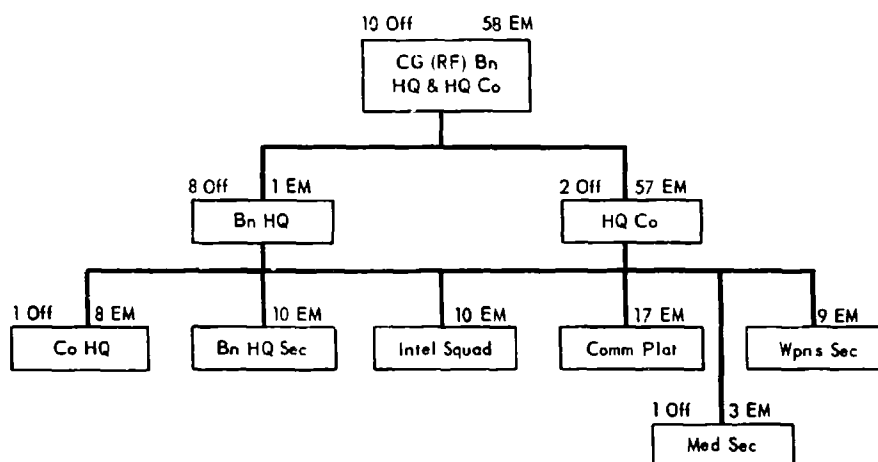 10 Off 58 EM
CG (RF) Bn
HQ & HQ Co
8 Off 1 EM
Bn HQ
2 Off 57 EM
HQ Co
1 Off 8 EM
Co HQ
10 EM
Bn HQ Sec
10 EM
Intel Squad
17 EM
Comm Plat
9 EM
Wpns Sec
1 Off 3 EM
Med Sec